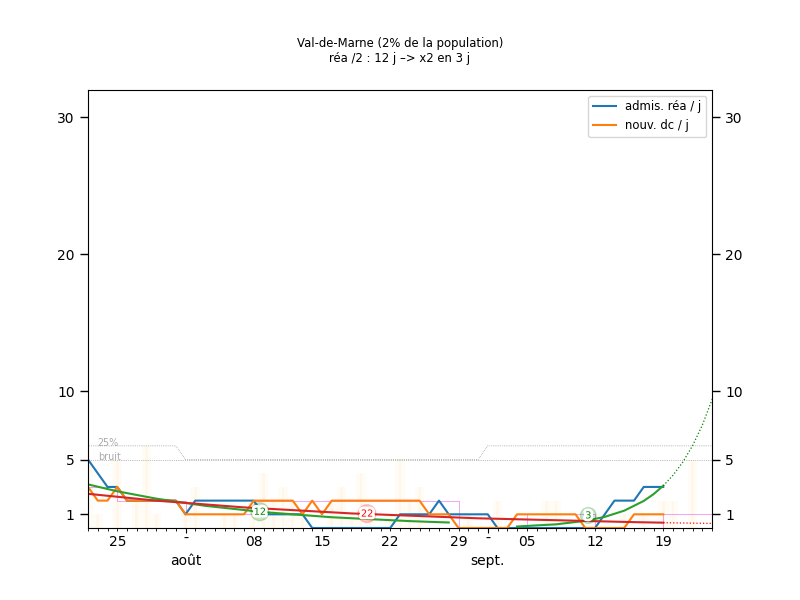 Val-de-Marne (2% de la population)
réa /2 : 12 j –> x2 en 3 j
admis. réa / j
nouv. dc / j
30 30
20 20
10 10
25%
bruit
5 5
1 1
12 22 3
25 - 08 15 22 29 - 05 12 19
août sept.